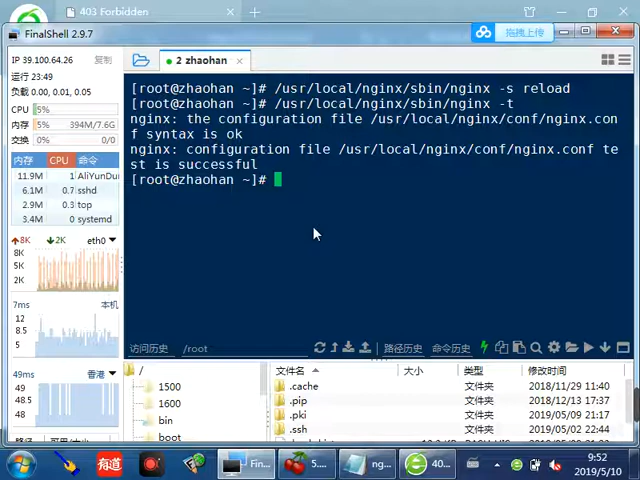 403 Forbidden
FinalShell 2.9.7
拖拽上传
IP 39.100.64.26 复制
运行 23:49
负载 0.00, 0.01, 0.05
CPU 5%
内存 5% 394M/7.6G
交换 0% 0/0
内存 CPU 命令
11.9M 1 AliYunDun
6.1M 0.7 sshd
2.9M 0.3 top
3.4M 0 systemd
8K 2K eth0
8K
5K
2K
7ms 本机
12
8.5
5
49ms 香港
49
48.5
48
2 zhaohan
[root@zhaohan ~]# /usr/local/nginx/sbin/nginx -s reload
[root@zhaohan ~]# /usr/local/nginx/sbin/nginx -t
nginx: the configuration file /usr/local/nginx/conf/nginx.con
f syntax is ok
nginx: configuration file /usr/local/nginx/conf/nginx.conf te
st is successful
[root@zhaohan ~]#
访问历史 /root 路径历史 命令历史
/
1500
1600
bin
boot
文件名 大小 类型 修改时间
.cache 文件夹 2018/11/29 11:40
.pip 文件夹 2018/12/13 17:37
.pki 文件夹 2019/05/09 21:17
.ssh 文件夹 2019/05/02 22:44
有道
Fin...
5....
ng...
40...
9:52
2019/5/10